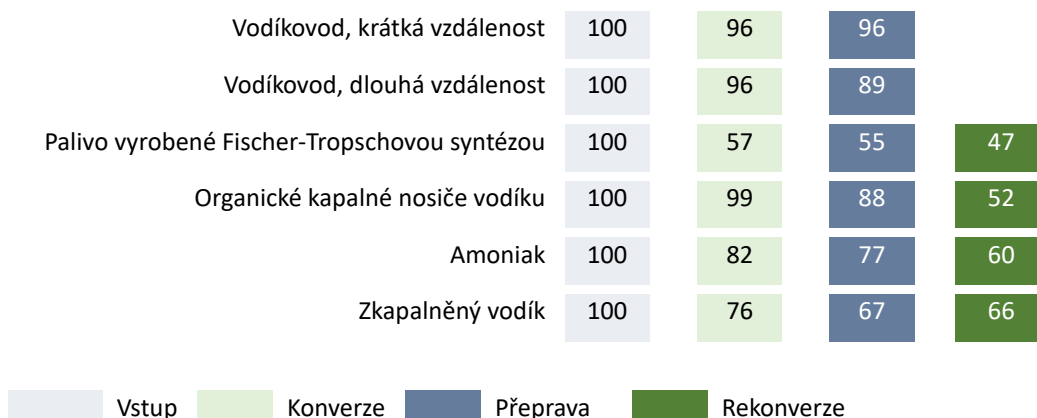 Vodíkovod, krátká vzdálenost 100 96 96
Vodíkovod, dlouhá vzdálenost 100 96 89
Palivo vyrobené Fischer-Tropschovou syntézou 100 57 55 47
Organické kapalné nosiče vodíku 100 99 88 52
Amoniak 100 82 77 60
Zkapalněný vodík 100 76 67 66
Vstup Konverze Přeprava Rekonverze